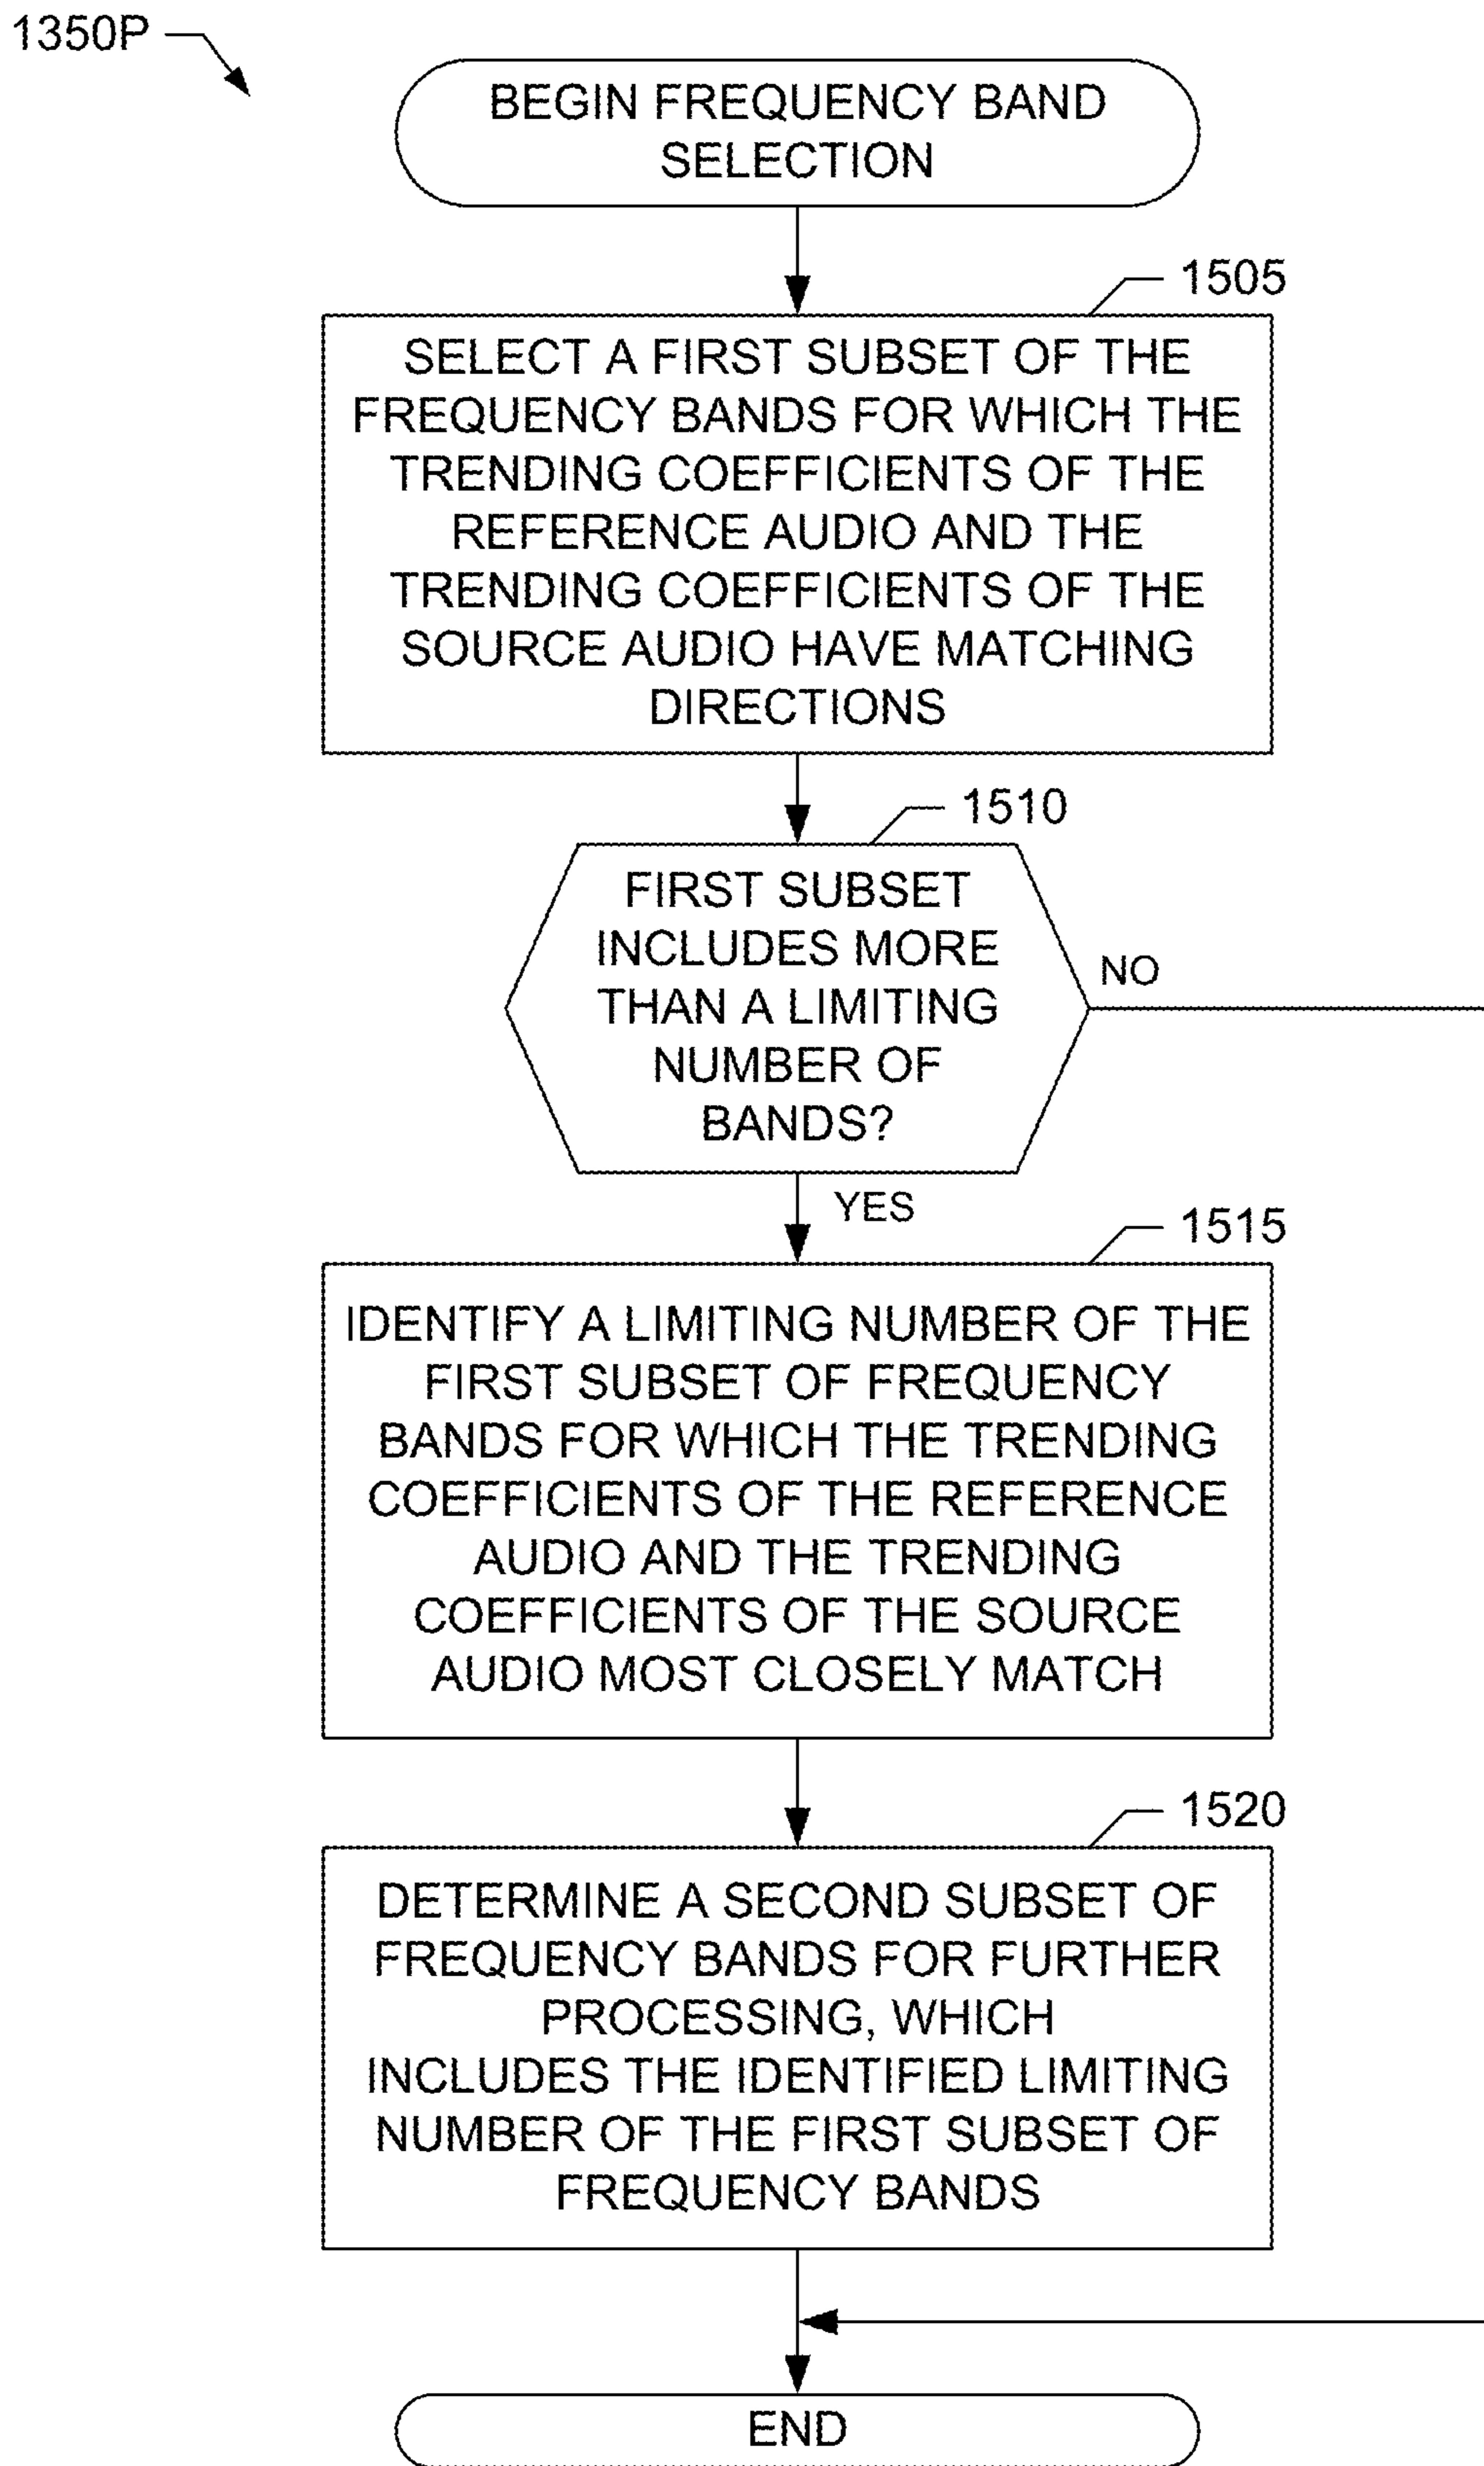 1350P
BEGIN FREQUENCY BAND
SELECTION
1505
SELECT A FIRST SUBSET OF THE
FREQUENCY BANDS FOR WHICH THE
TRENDING COEFFICIENTS OF THE
REFERENCE AUDIO AND THE
TRENDING COEFFICIENTS OF THE
SOURCE AUDIO HAVE MATCHING
DIRECTIONS
1510
FIRST SUBSET
INCLUDES MORE
THAN A LIMITING
NUMBER OF
BANDS?
NO
YES
1515
IDENTIFY A LIMITING NUMBER OF THE
FIRST SUBSET OF FREQUENCY
BANDS FOR WHICH THE TRENDING
COEFFICIENTS OF THE REFERENCE
AUDIO AND THE TRENDING
COEFFICIENTS OF THE SOURCE
AUDIO MOST CLOSELY MATCH
1520
DETERMINE A SECOND SUBSET OF
FREQUENCY BANDS FOR FURTHER
PROCESSING, WHICH
INCLUDES THE IDENTIFIED LIMITING
NUMBER OF THE FIRST SUBSET OF
FREQUENCY BANDS
END